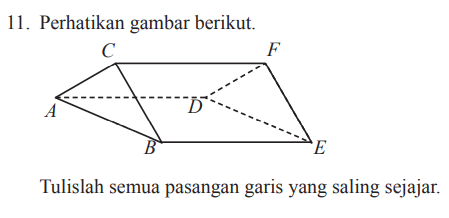 11. Perhatikan gambar berikut.
C
F
A
D
B
E
Tulislah semua pasangan garis yang saling sejajar.